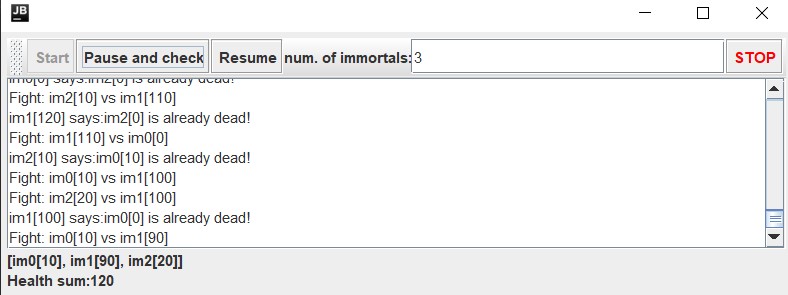 JB
Start Pause and check Resume num. of immortals: 3 STOP
im0[0] says:im2[0] is already dead!
Fight: im2[10] vs im1[110]
im1[120] says:im2[0] is already dead!
Fight: im1[110] vs im0[0]
im2[10] says:im0[10] is already dead!
Fight: im0[10] vs im1[100]
Fight: im2[20] vs im1[100]
im1[100] says:im0[0] is already dead!
Fight: im0[10] vs im1[90]
[im0[10], im1[90], im2[20]]
Health sum:120